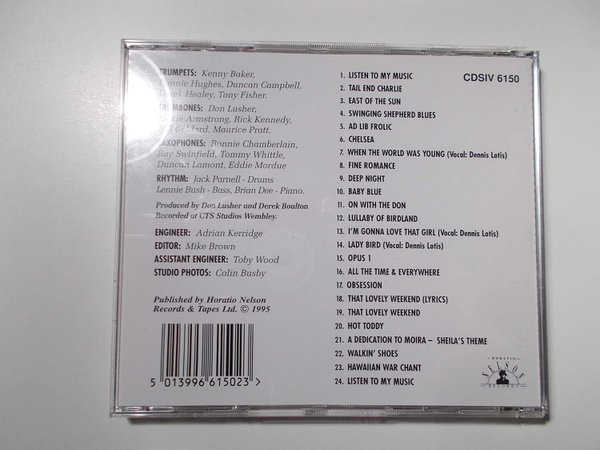 TRUMPETS: Kenny Baker,
Ronnie Hughes, Duncan Campbell,
Derek Healey, Tony Fisher.
TROMBONES: Don Lusher,
Armstrong, Rick Kennedy,
Goddard, Maurice Pratt.
SAXOPHONES: Ronnie Chamberlain,
Ray Swinfield, Tommy Whittle,
Duncan Lamont, Eddie Mordue
RHYTHM: Jack Parnell - Drums
Lennie Bush - Bass, Brian Dee - Piano.
Produced by Don Lusher and Derek Boulton
Recorded at CTS Studios Wembley.
ENGINEER: Adrian Kerridge
EDITOR: Mike Brown
ASSISTANT ENGINEER: Toby Wood
STUDIO PHOTOS: Colin Busby
Published by Horatio Nelson
Records & Tapes Ltd. © 1995
5 013996 615023 >
CDSIV 6150
1. LISTEN TO MY MUSIC
2. TAIL END CHARLIE
3. EAST OF THE SUN
4. SWINGING SHEPHERD BLUES
5. AD LIB FROLIC
6. CHELSEA
7. WHEN THE WORLD WAS YOUNG (Vocal: Dennis Lotis)
8. FINE ROMANCE
9. DEEP NIGHT
10. BABY BLUE
11. ON WITH THE DON
12. LULLABY OF BIRDLAND
13. I'M GONNA LOVE THAT GIRL (Vocal: Dennis Lotis)
14. LADY BIRD (Vocal: Dennis Lotis)
15. OPUS 1
16. ALL THE TIME & EVERYWHERE
17. OBSESSION
18. THAT LOVELY WEEKEND (LYRICS)
19. THAT LOVELY WEEKEND
20. HOT TODDY
21. A DEDICATION TO MOIRA – SHEILA'S THEME
22. WALKIN' SHOES
23. HAWAIIAN WAR CHANT
24. LISTEN TO MY MUSIC
HORATIO
NELSON
RECORDS